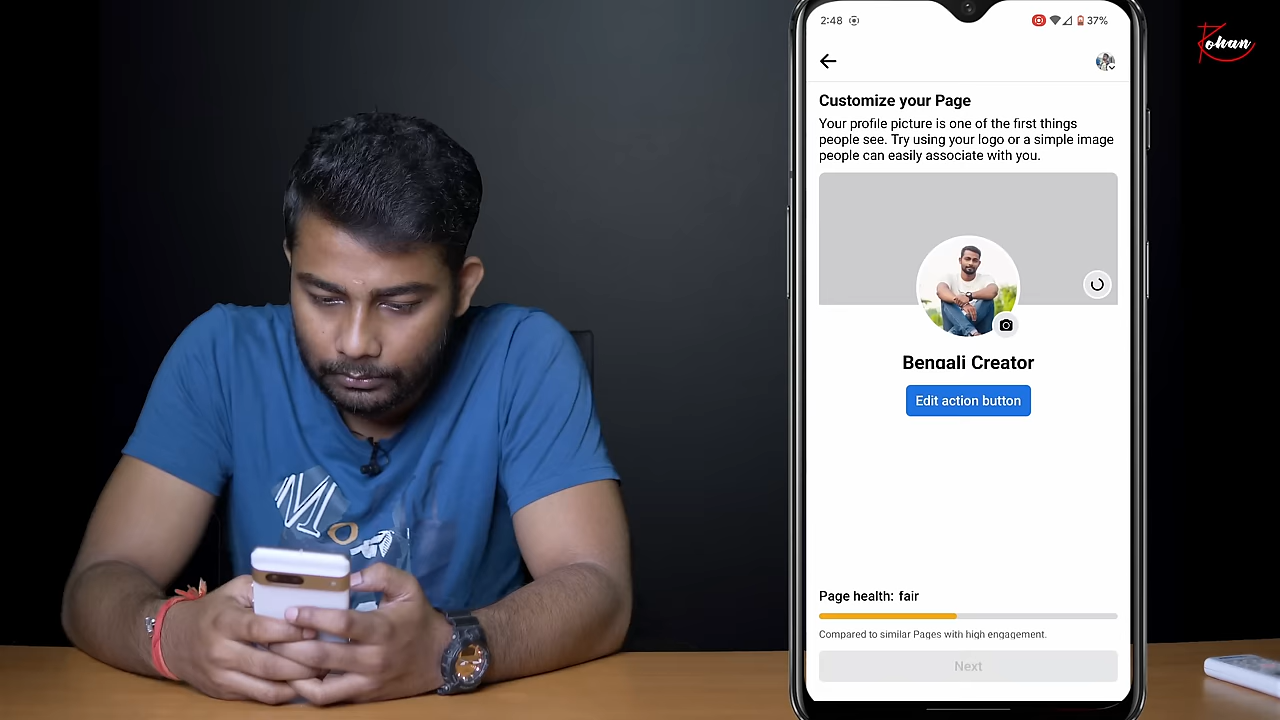 2:48
37%
Rohan
Customize your Page
Your profile picture is one of the first things
people see. Try using your logo or a simple image
people can easily associate with you.
Bengali Creator
Edit action button
Mo
Page health: fair
Compared to similar Pages with high engagement.
Next